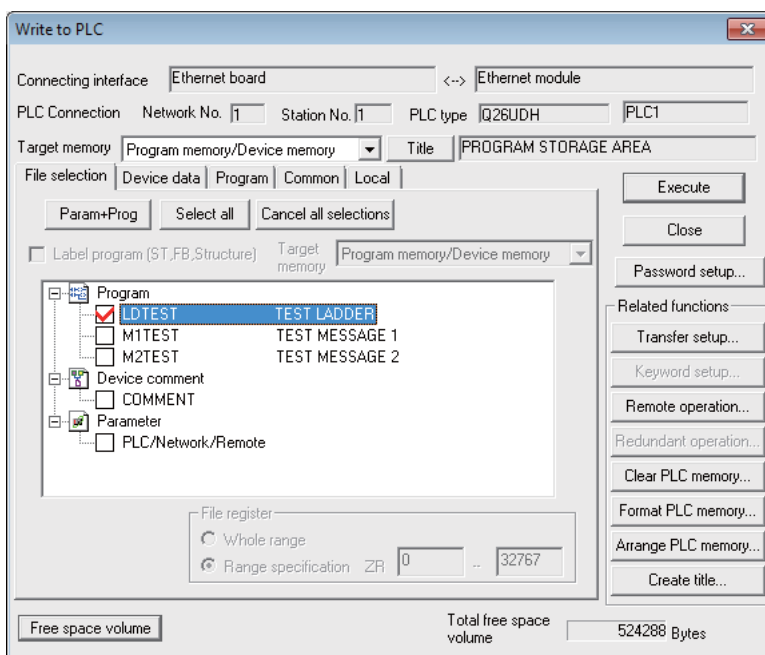 Write to PLC
Connecting interface Ethernet board <--> Ethernet module
PLC Connection Network No. 1 Station No. 1 PLC type Q26UDH PLC1
Target memory Program memory/Device memory Title PROGRAM STORAGE AREA
File selection Device data Program Common Local
Execute
Param+Prog Select all Cancel all selections
Close
Label program (ST,FB,Structure) Target memory Program memory/Device memory
Password setup...
Program
LDTEST TEST LADDER
M1TEST TEST MESSAGE 1
M2TEST TEST MESSAGE 2
Device comment
COMMENT
Parameter
PLC/Network/Remote
Related functions
Transfer setup...
Keyword setup...
Remote operation...
Redundant operation...
Clear PLC memory...
Format PLC memory...
Arrange PLC memory...
Create title...
File register
Whole range
Range specification ZR 0 .. 32767
Free space volume
Total free space volume 524288 Bytes